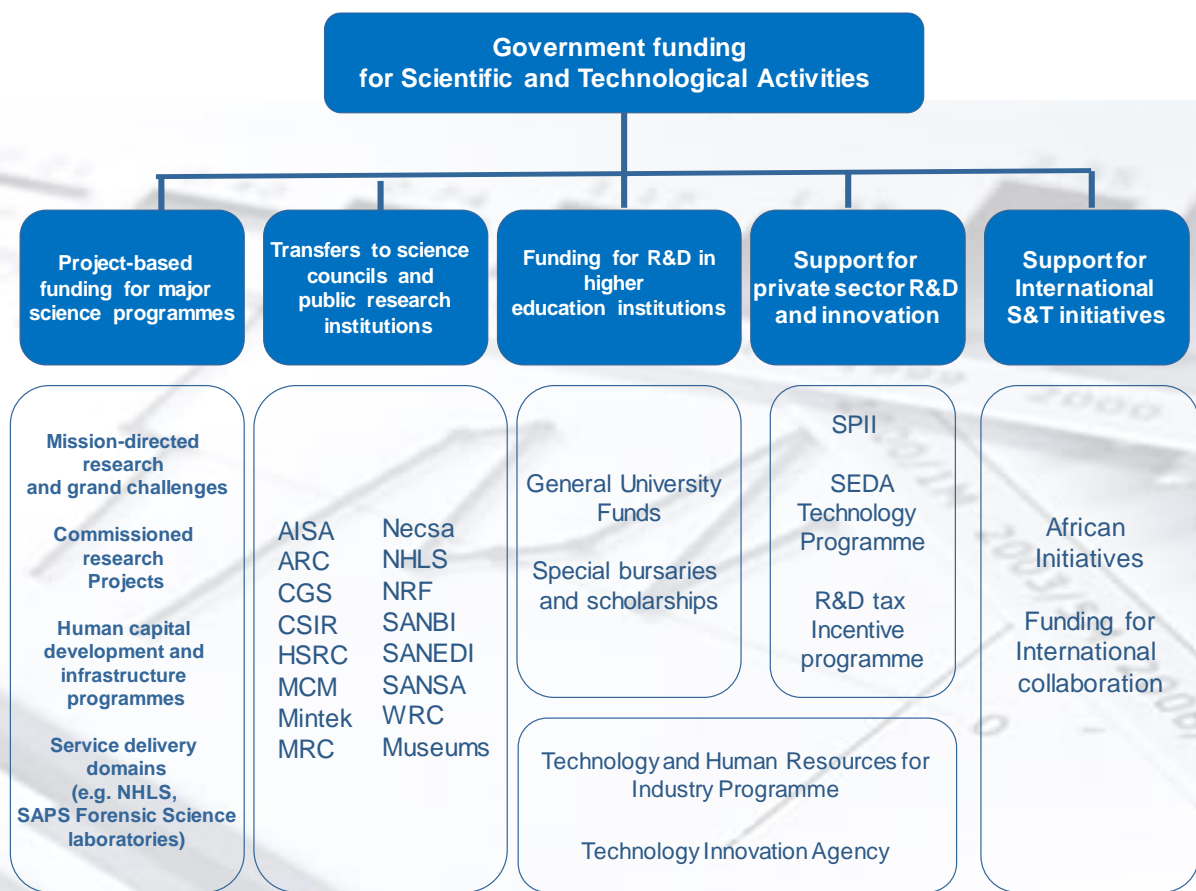 Government funding
for Scientific and Technological Activities
Project-based
funding for major
science programmes
Transfers to science
councils and
public research
institutions
Funding for R&D in
higher
education institutions
Support for
private sector R&D
and innovation
Support for
International
S&T initiatives
Mission-directed
research
and grand challenges
Commissioned
research
Projects
Human capital
development and
infrastructure
programmes
Service delivery
domains
(e.g. NHLS,
SAPS Forensic Science
laboratories)
AISA
ARC
CGS
CSIR
HSRC
MCM
Mintek
MRC
Necsa
NHLS
NRF
SANBI
SANEDI
SANSA
WRC
Museums
General University
Funds
Special bursaries
and scholarships
SPII
SEDA
Technology
Programme
R&D tax
Incentive
programme
Technology and Human Resources for
Industry Programme
Technology Innovation Agency
African
Initiatives
Funding for
International
collaboration
2000